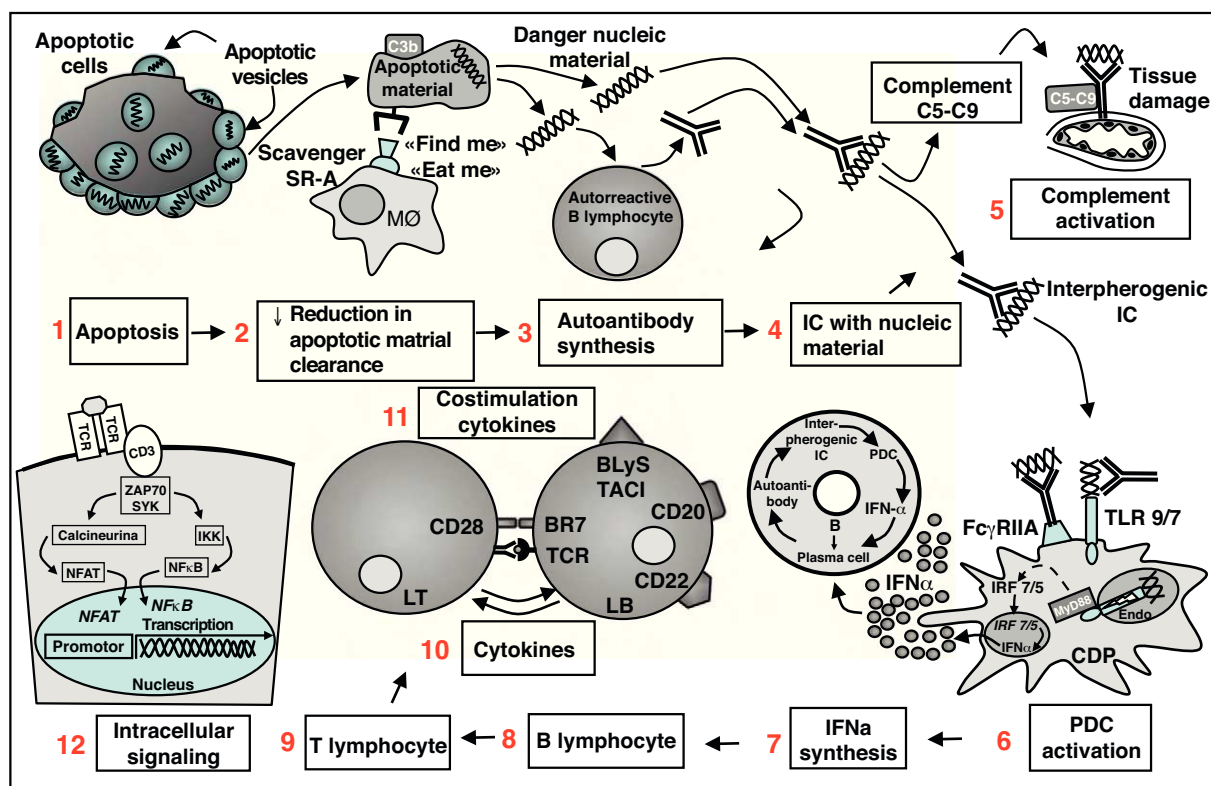 Apoptotic
cells
Apoptotic
vesicles
C3b
Apoptotic
material
Danger nucleic
material
«Find me»
«Eat me»
Scavenger
SR-A
MØ
Autorreactive
B lymphocyte
Complement
C5-C9
C5-C9
Tissue
damage
5
Complement
activation
Interpherogenic
IC
1
Apoptosis
2
↓ Reduction in
apoptotic matrial
clearance
3
Autoantibody
synthesis
4
IC with nucleic
material
TCR
TCR
CD3
ZAP70
SYK
Calcineurina
IKK
NFAT
NFκB
NFAT
NFκB
Transcription
Promotor
Nucleus
12
Intracellular
signaling
11
Costimulation
cytokines
CD28
LT
BLyS
TACI
CD20
BR7
TCR
CD22
LB
10
Cytokines
9
T lymphocyte
8
B lymphocyte
Inter-
pherogenic
IC
PDC
Autoanti-
body
IFN-α
B
Plasma cell
IFNα
FcγRIIA
TLR 9/7
IRF 7/5
MyD88
Endo
IRF 7/5
IFNα
CDP
7
IFNa
synthesis
6
PDC
activation